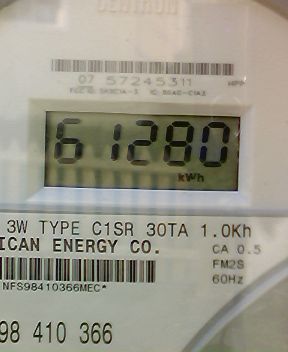 CENTRON
07 57245311
61280
kWh
3W TYPE C1SR 30TA 1.0Kh
ICAN ENERGY CO.
CA 0.5
FM2S
60Hz
NFS98410366MEC*
98 410 366